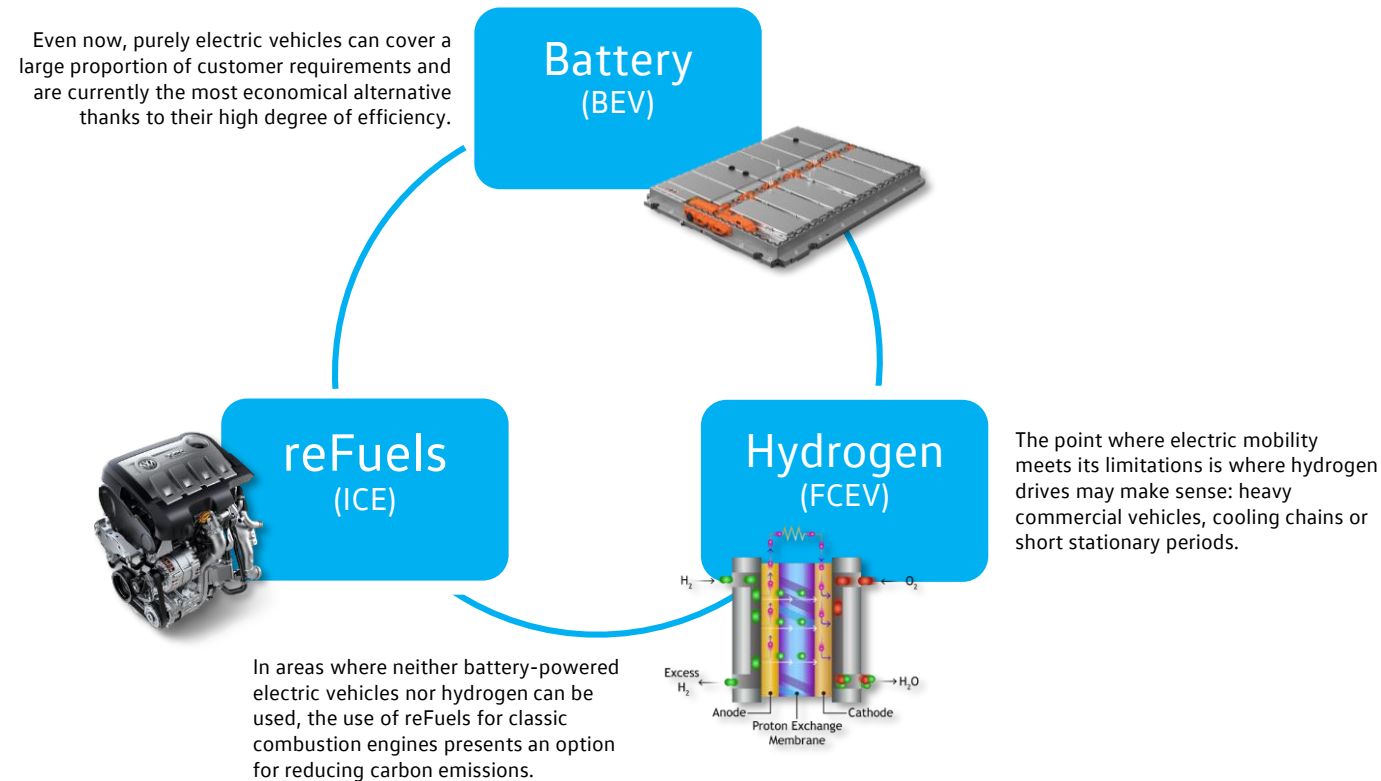 Even now, purely electric vehicles can cover a
large proportion of customer requirements and
are currently the most economical alternative
thanks to their high degree of efficiency.
Battery
(BEV)
reFuels
(ICE)
Hydrogen
(FCEV)
The point where electric mobility
meets its limitations is where hydrogen
drives may make sense: heavy
commercial vehicles, cooling chains or
short stationary periods.
H₂
O₂
Excess
H₂
H₂O
Anode
Cathode
Proton Exchange
Membrane
In areas where neither battery-powered
electric vehicles nor hydrogen can be
used, the use of reFuels for classic
combustion engines presents an option
for reducing carbon emissions.